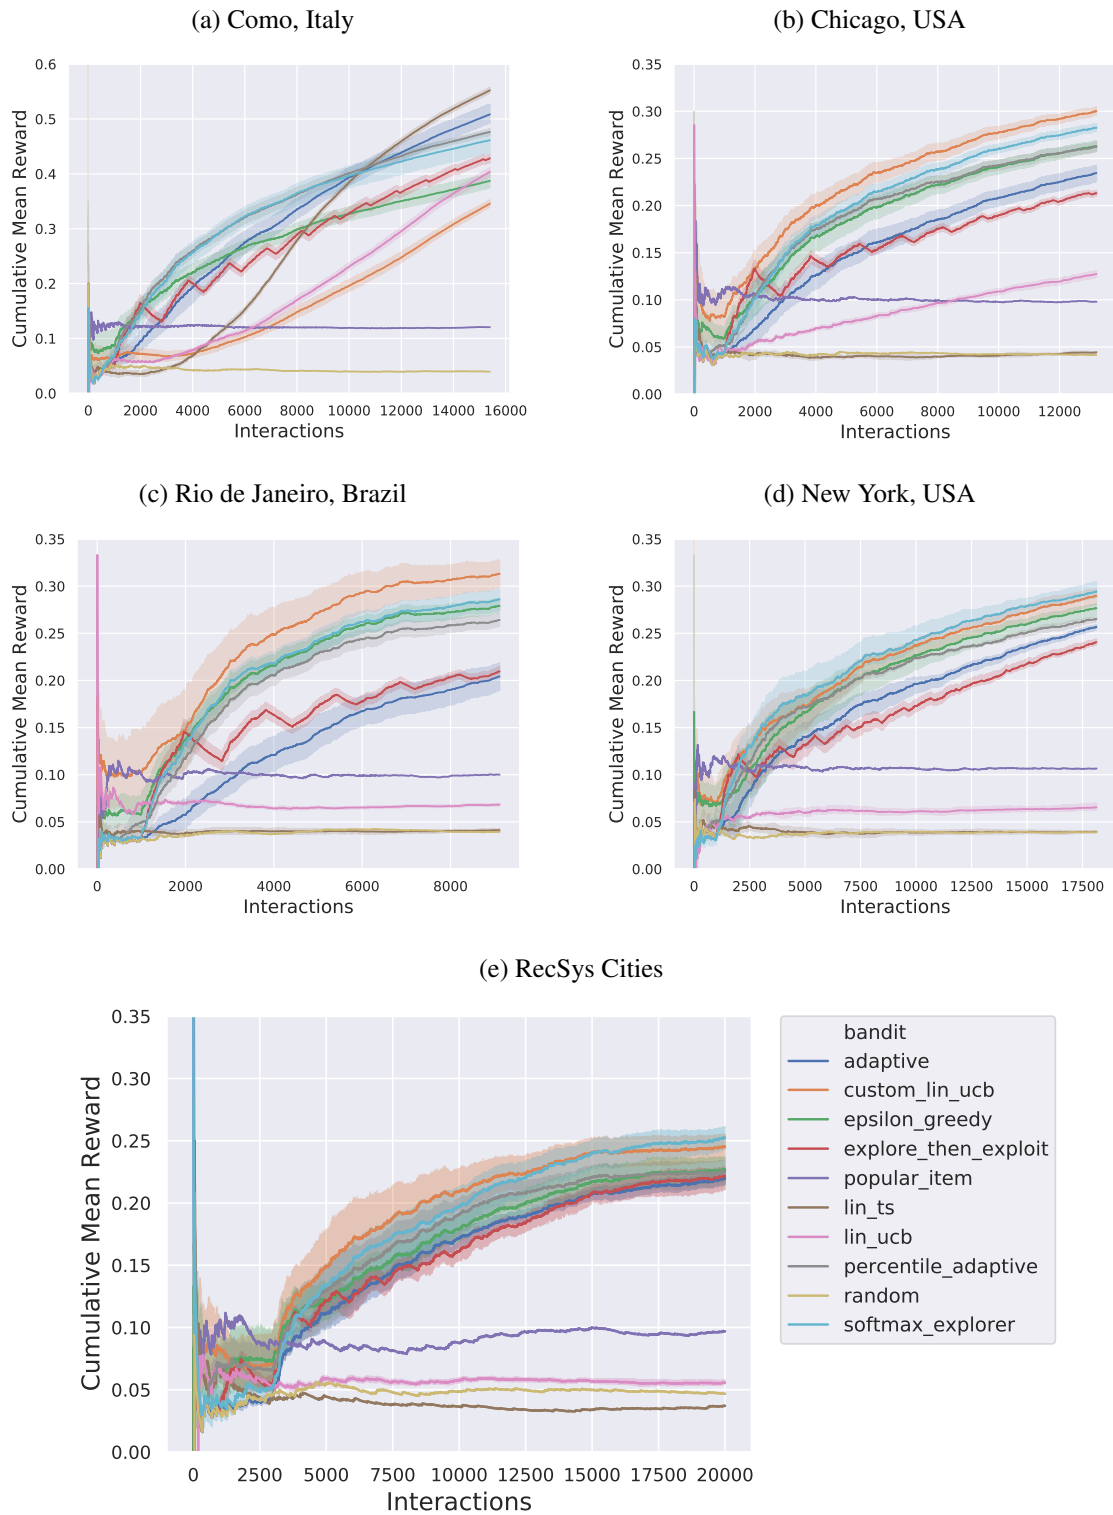 (a) Como, Italy
0.6
0.5
0.4
0.3
0.2
0.1
0.0
Cumulative Mean Reward
0 2000 4000 6000 8000 10000 12000 14000 16000
Interactions
(b) Chicago, USA
0.35
0.30
0.25
0.20
0.15
0.10
0.05
0.00
Cumulative Mean Reward
0 2000 4000 6000 8000 10000 12000
Interactions
(c) Rio de Janeiro, Brazil
0.35
0.30
0.25
0.20
0.15
0.10
0.05
0.00
Cumulative Mean Reward
0 2000 4000 6000 8000
Interactions
(d) New York, USA
0.35
0.30
0.25
0.20
0.15
0.10
0.05
0.00
Cumulative Mean Reward
0 2500 5000 7500 10000 12500 15000 17500
Interactions
(e) RecSys Cities
0.35
0.30
0.25
0.20
0.15
0.10
0.05
0.00
Cumulative Mean Reward
0 2500 5000 7500 10000 12500 15000 17500 20000
Interactions
bandit
adaptive
custom_lin_ucb
epsilon_greedy
explore_then_exploit
popular_item
lin_ts
lin_ucb
percentile_adaptive
random
softmax_explorer